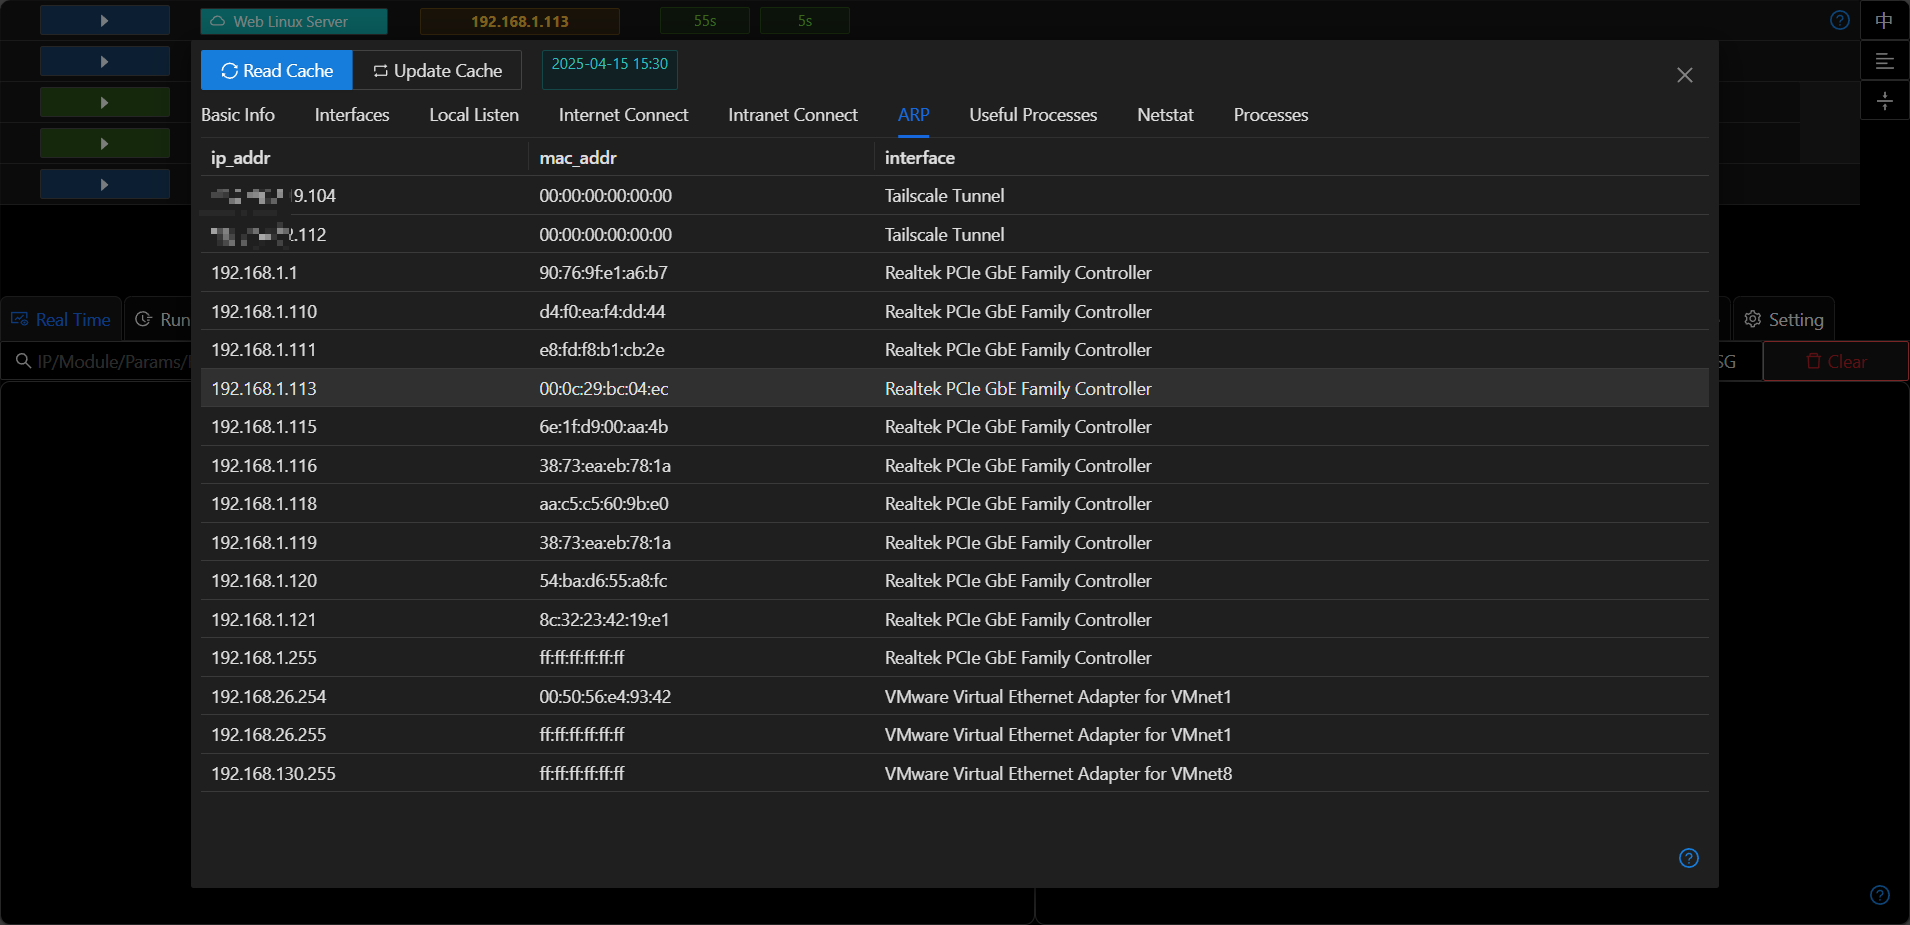 Web Linux Server 192.168.1.113 55s 5s 中
Read Cache Update Cache 2025-04-15 15:30
Basic Info Interfaces Local Listen Internet Connect Intranet Connect ARP Useful Processes Netstat Processes
ip_addr mac_addr interface
9.104 00:00:00:00:00:00 Tailscale Tunnel
.112 00:00:00:00:00:00 Tailscale Tunnel
192.168.1.1 90:76:9f:e1:a6:b7 Realtek PCIe GbE Family Controller
192.168.1.110 d4:f0:ea:f4:dd:44 Realtek PCIe GbE Family Controller
Real Time Run Setting
192.168.1.111 e8:fd:f8:b1:cb:2e Realtek PCIe GbE Family Controller
IP/Module/Params/ SG Clear
192.168.1.113 00:0c:29:bc:04:ec Realtek PCIe GbE Family Controller
192.168.1.115 6e:1f:d9:00:aa:4b Realtek PCIe GbE Family Controller
192.168.1.116 38:73:ea:eb:78:1a Realtek PCIe GbE Family Controller
192.168.1.118 aa:c5:c5:60:9b:e0 Realtek PCIe GbE Family Controller
192.168.1.119 38:73:ea:eb:78:1a Realtek PCIe GbE Family Controller
192.168.1.120 54:ba:d6:55:a8:fc Realtek PCIe GbE Family Controller
192.168.1.121 8c:32:23:42:19:e1 Realtek PCIe GbE Family Controller
192.168.1.255 ff:ff:ff:ff:ff:ff Realtek PCIe GbE Family Controller
192.168.26.254 00:50:56:e4:93:42 VMware Virtual Ethernet Adapter for VMnet1
192.168.26.255 ff:ff:ff:ff:ff:ff VMware Virtual Ethernet Adapter for VMnet1
192.168.130.255 ff:ff:ff:ff:ff:ff VMware Virtual Ethernet Adapter for VMnet8